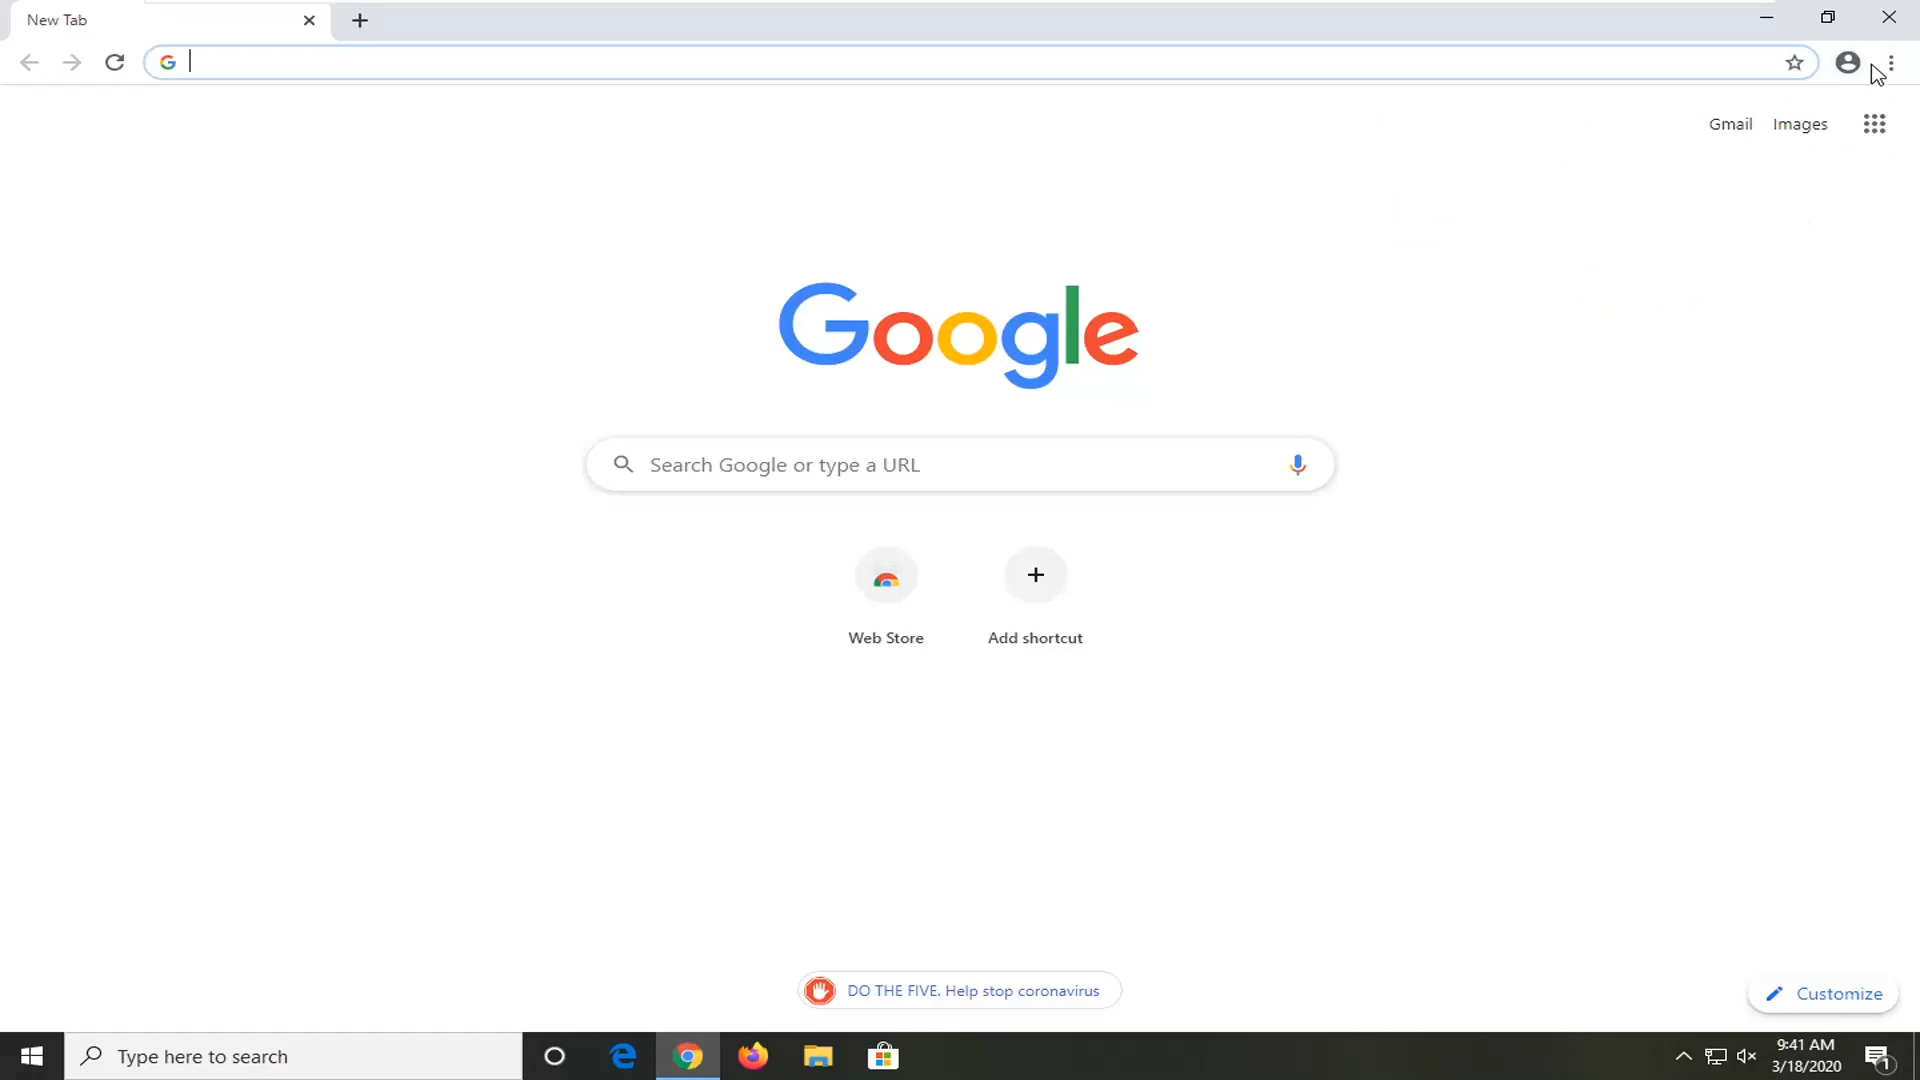 New Tab
Gmail Images
Google
Search Google or type a URL
Web Store Add shortcut
DO THE FIVE. Help stop coronavirus
Customize
Type here to search
9:41 AM
3/18/2020
1